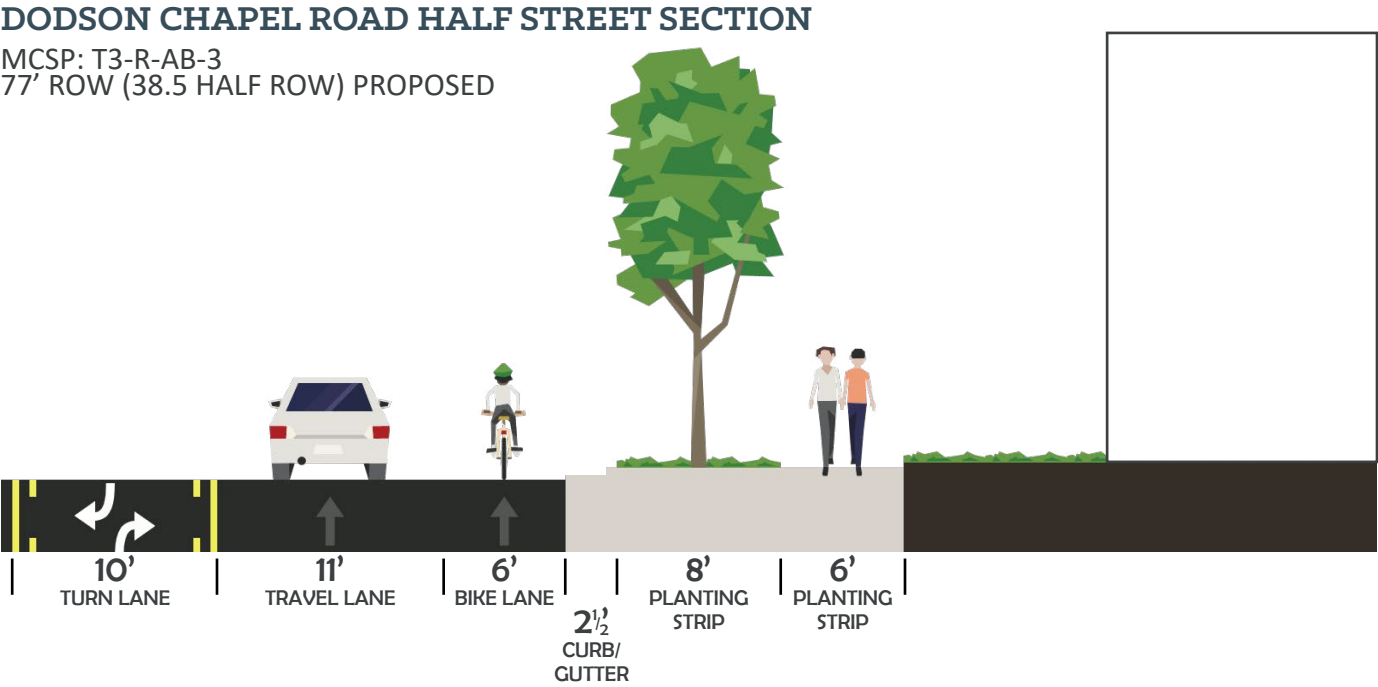 DODSON CHAPEL ROAD HALF STREET SECTION
MCSP: T3-R-AB-3
77' ROW (38.5 HALF ROW) PROPOSED
10'
TURN LANE
11'
TRAVEL LANE
6'
BIKE LANE
2½'
CURB/
GUTTER
8'
PLANTING
STRIP
6'
PLANTING
STRIP